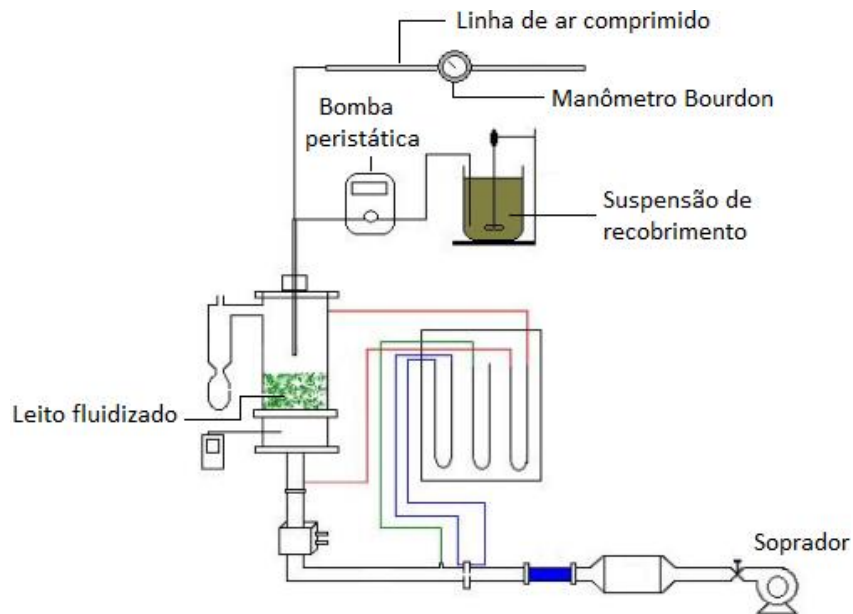 Linha de ar comprimido
Manômetro Bourdon
Bomba
peristática
Suspensão de
recobrimento
Leito fluidizado
Soprador